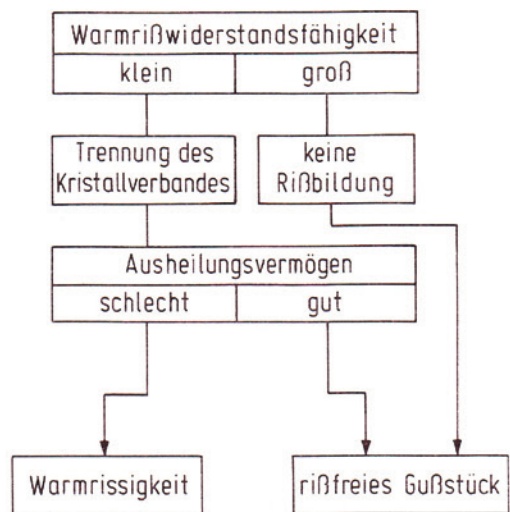 Warmrißwiderstandsfähigkeit
klein
groß
Trennung des
Kristallverbandes
keine
Rißbildung
Ausheilungsvermögen
schlecht
gut
Warmrissigkeit
rißfreies Gußstück